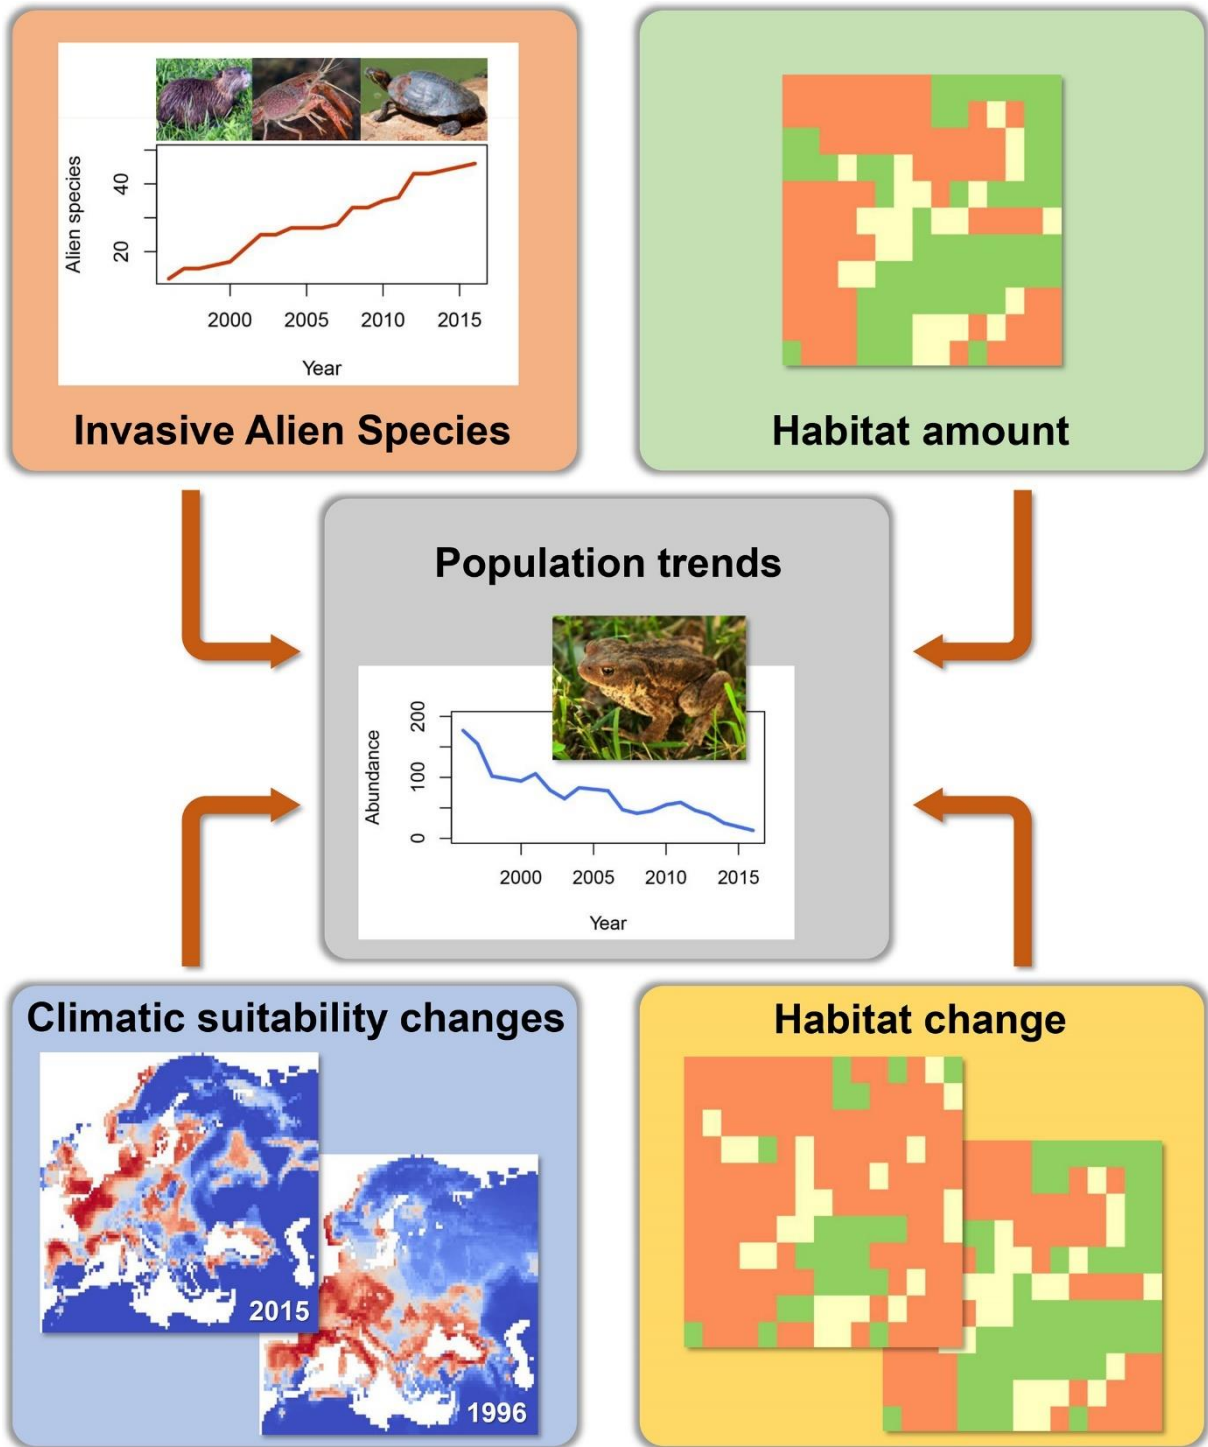 Alien species
40
20
2000 2005 2010 2015
Year
Invasive Alien Species
Habitat amount
Population trends
Abundance
200
100
0
2000 2005 2010 2015
Year
Climatic suitability changes
2015
1996
Habitat change